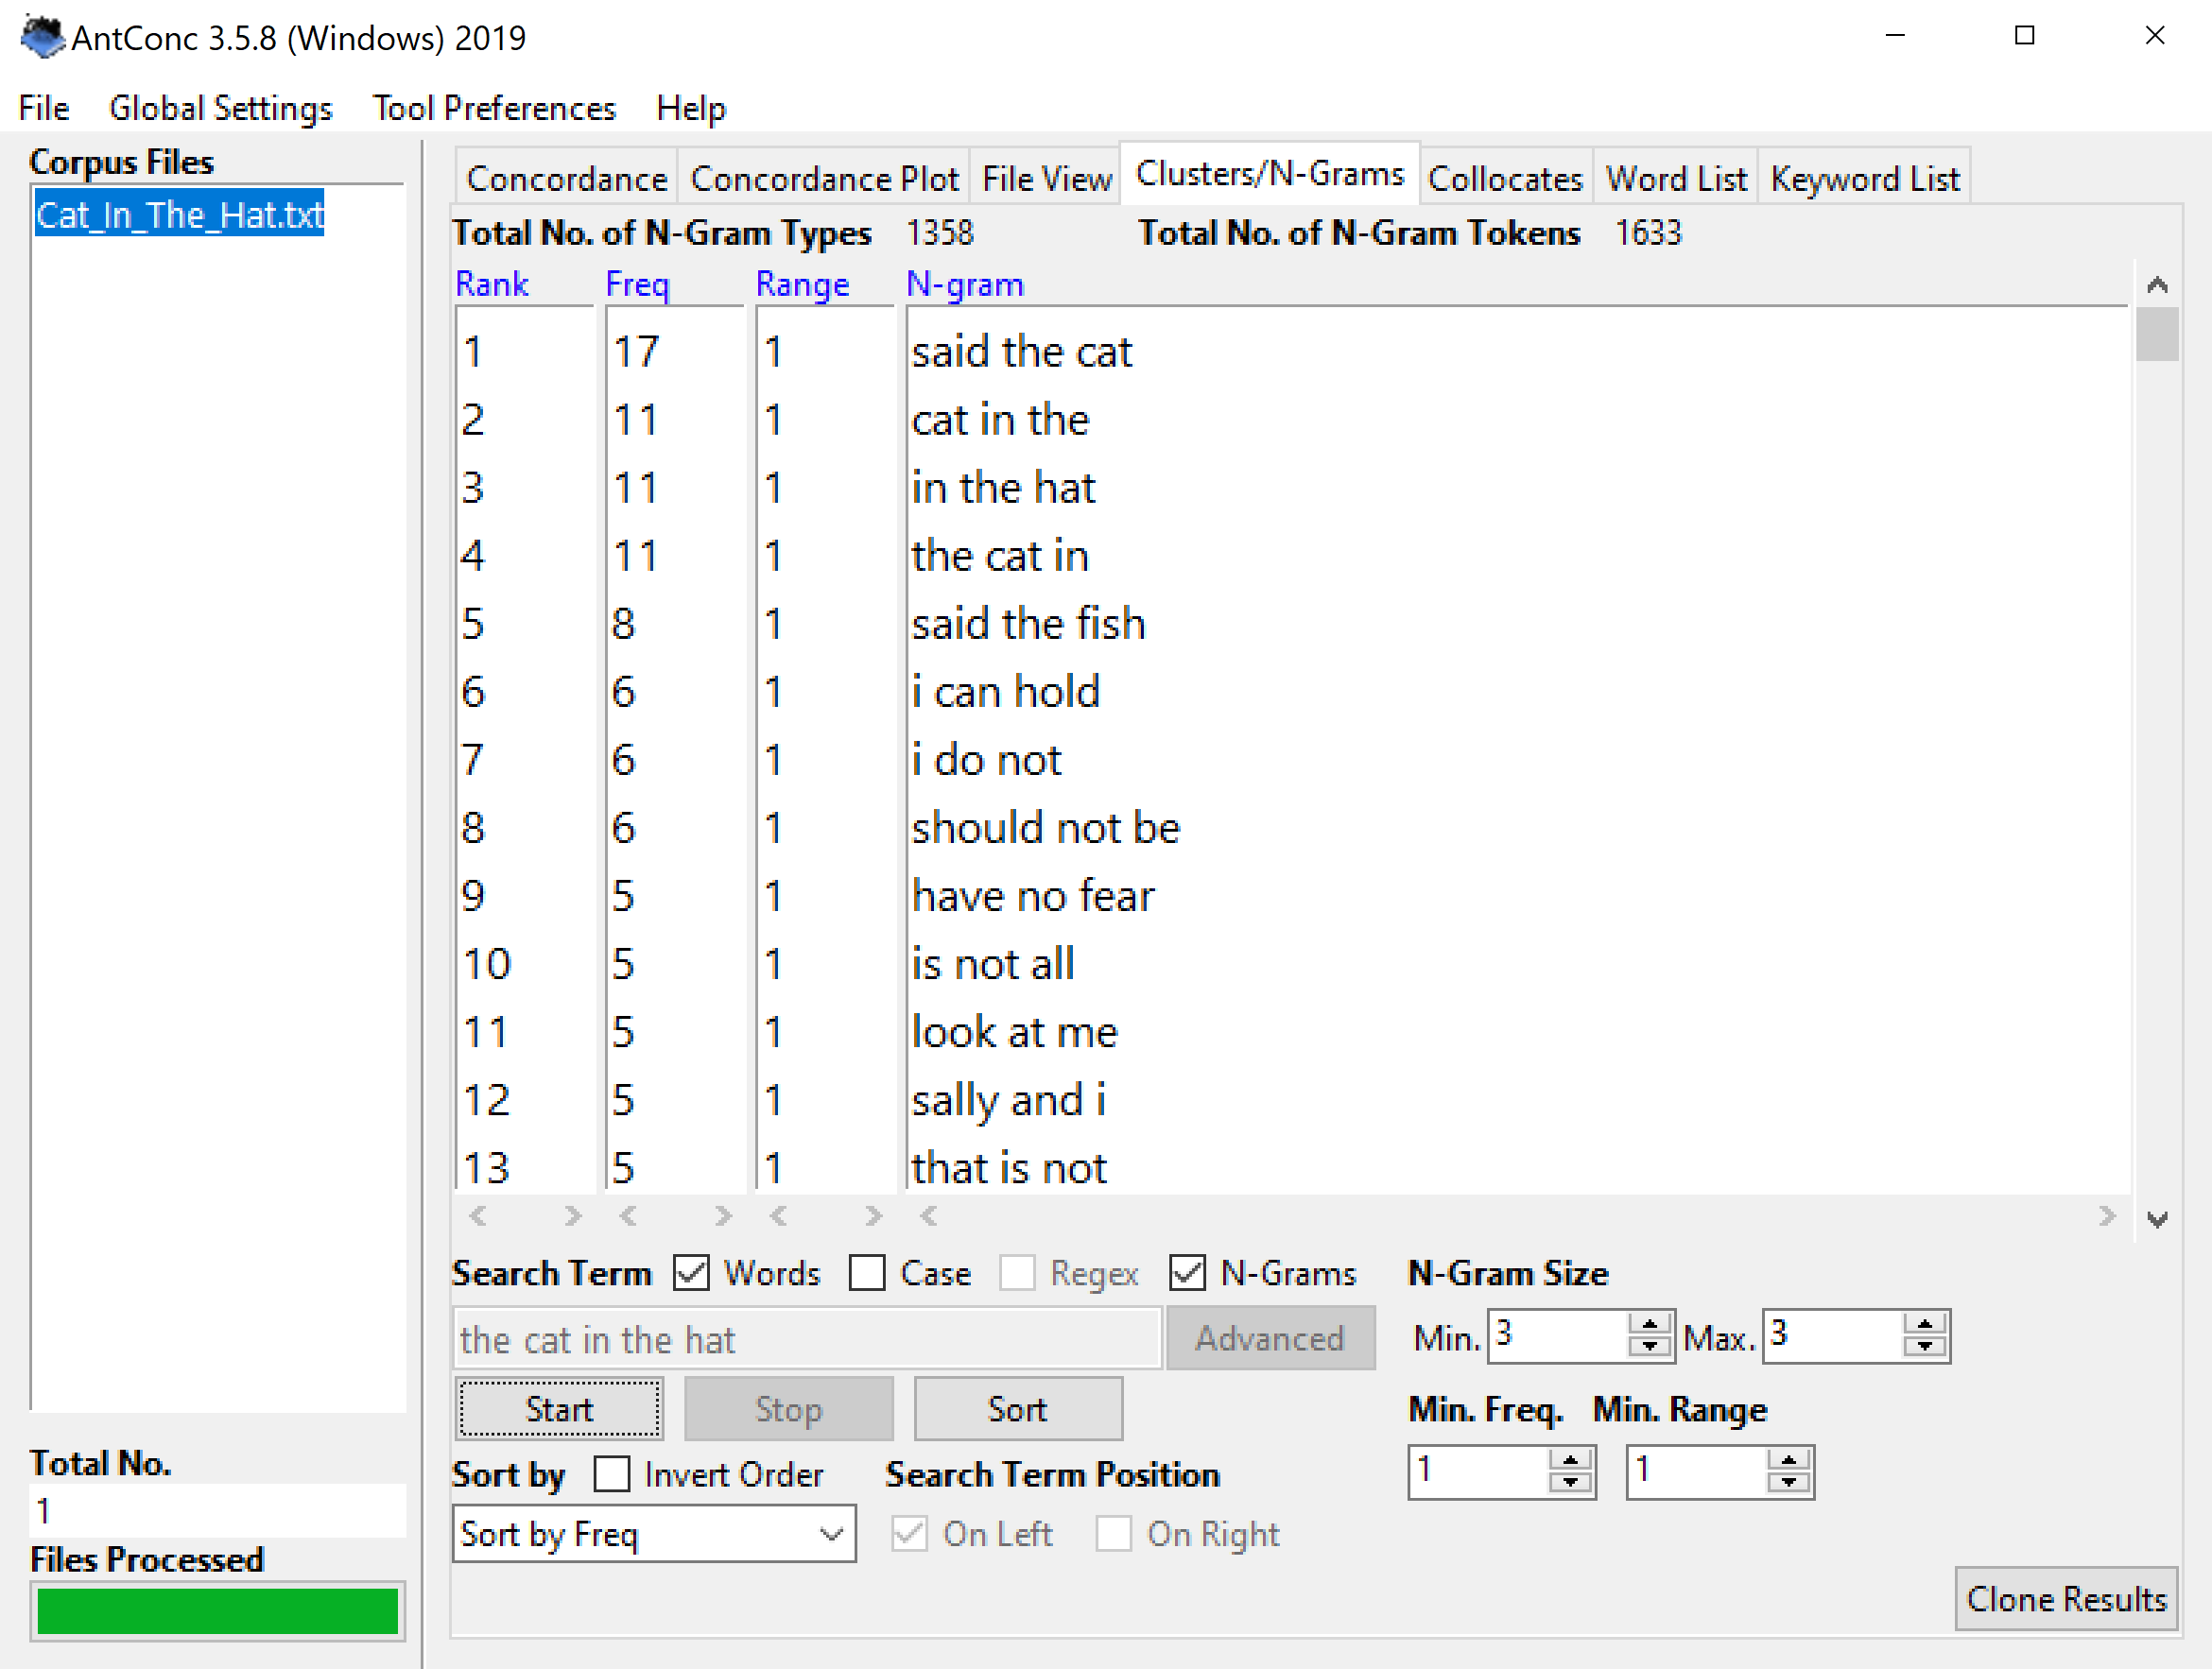 AntConc 3.5.8 (Windows) 2019
File Global Settings Tool Preferences Help
Corpus Files
Cat_In_The_Hat.txt
Concordance Concordance Plot File View Clusters/N-Grams Collocates Word List Keyword List
Total No. of N-Gram Types 1358 Total No. of N-Gram Tokens 1633
Rank Freq Range N-gram
1 17 1 said the cat
2 11 1 cat in the
3 11 1 in the hat
4 11 1 the cat in
5 8 1 said the fish
6 6 1 i can hold
7 6 1 i do not
8 6 1 should not be
9 5 1 have no fear
10 5 1 is not all
11 5 1 look at me
12 5 1 sally and i
13 5 1 that is not
Search Term Words Case Regex N-Grams N-Gram Size
the cat in the hat Advanced Min. 3 Max. 3
Start Stop Sort Min. Freq. Min. Range
Total No.
1
Sort by Invert Order Search Term Position 1 1
Sort by Freq On Left On Right
Files Processed
Clone Results